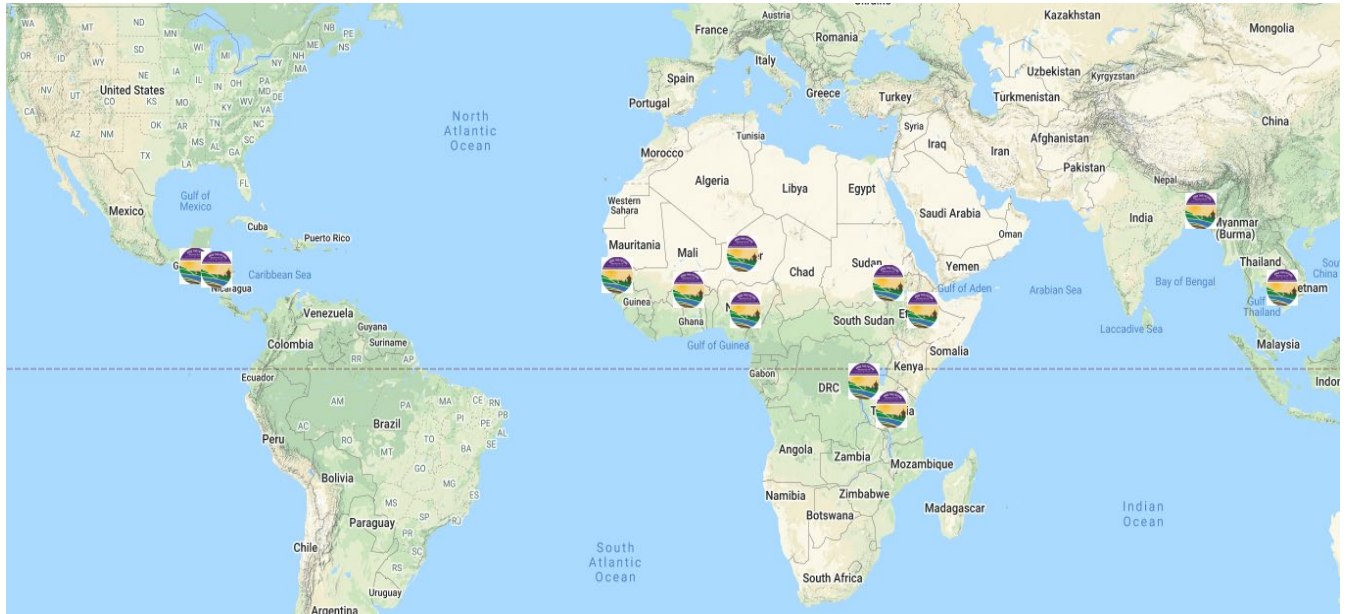 Ukraine
Kazakhstan
Austria
France
Romania
Mongolia
WA
MT
ND
NB
PE
NS
OR
ID
SD
MN
WI
MI
ME
WY
NH
NY
MA
Italy
Uzbekistan
Kyrgyzstan
United States
NE
IA
IL
IN
OH
PA
Spain
Portugal
Greece
Turkey
Turkmenistan
NV
UT
CO
KS
MO
KY
WV
VA
MD
DE
NJ
CA
North
Atlantic
Ocean
China
AZ
NM
OK
AR
TN
NC
SC
Tunisia
Syria
Iraq
Iran
Afghanistan
TX
MS
AL
GA
LA
Morocco
Pakistan
FL
Algeria
Libya
Egypt
Nepal
Gulf of
Mexico
Western
Sahara
Saudi Arabia
India
Mexico
Cuba
Puerto Rico
Oman
Myanmar
(Burma)
Mauritania
Mali
Chad
Sudan
Yemen
Thailand
Caribbean Sea
Nicaragua
Gulf of Aden
Arabian Sea
Bay of Bengal
Guinea
Venezuela
Ghana
South Sudan
Gulf
Thailand
Guyana
Suriname
Laccadive Sea
Colombia
Gulf of Guinea
Somalia
Malaysia
RR
AP
Kenya
Ecuador
Gabon
DRC
AM
PA
MA
CE
RN
PB
PE
AL
SE
PI
AC
TO
BA
RO
Brazil
Peru
MT
Angola
GO
Zambia
Mozambique
Bolivia
MG
Namibia
Zimbabwe
MS
ES
Madagascar
Botswana
Indian
Ocean
SP
RJ
Paraguay
PR
SC
Chile
South
Atlantic
Ocean
RS
South Africa
Uruguay
Argentina